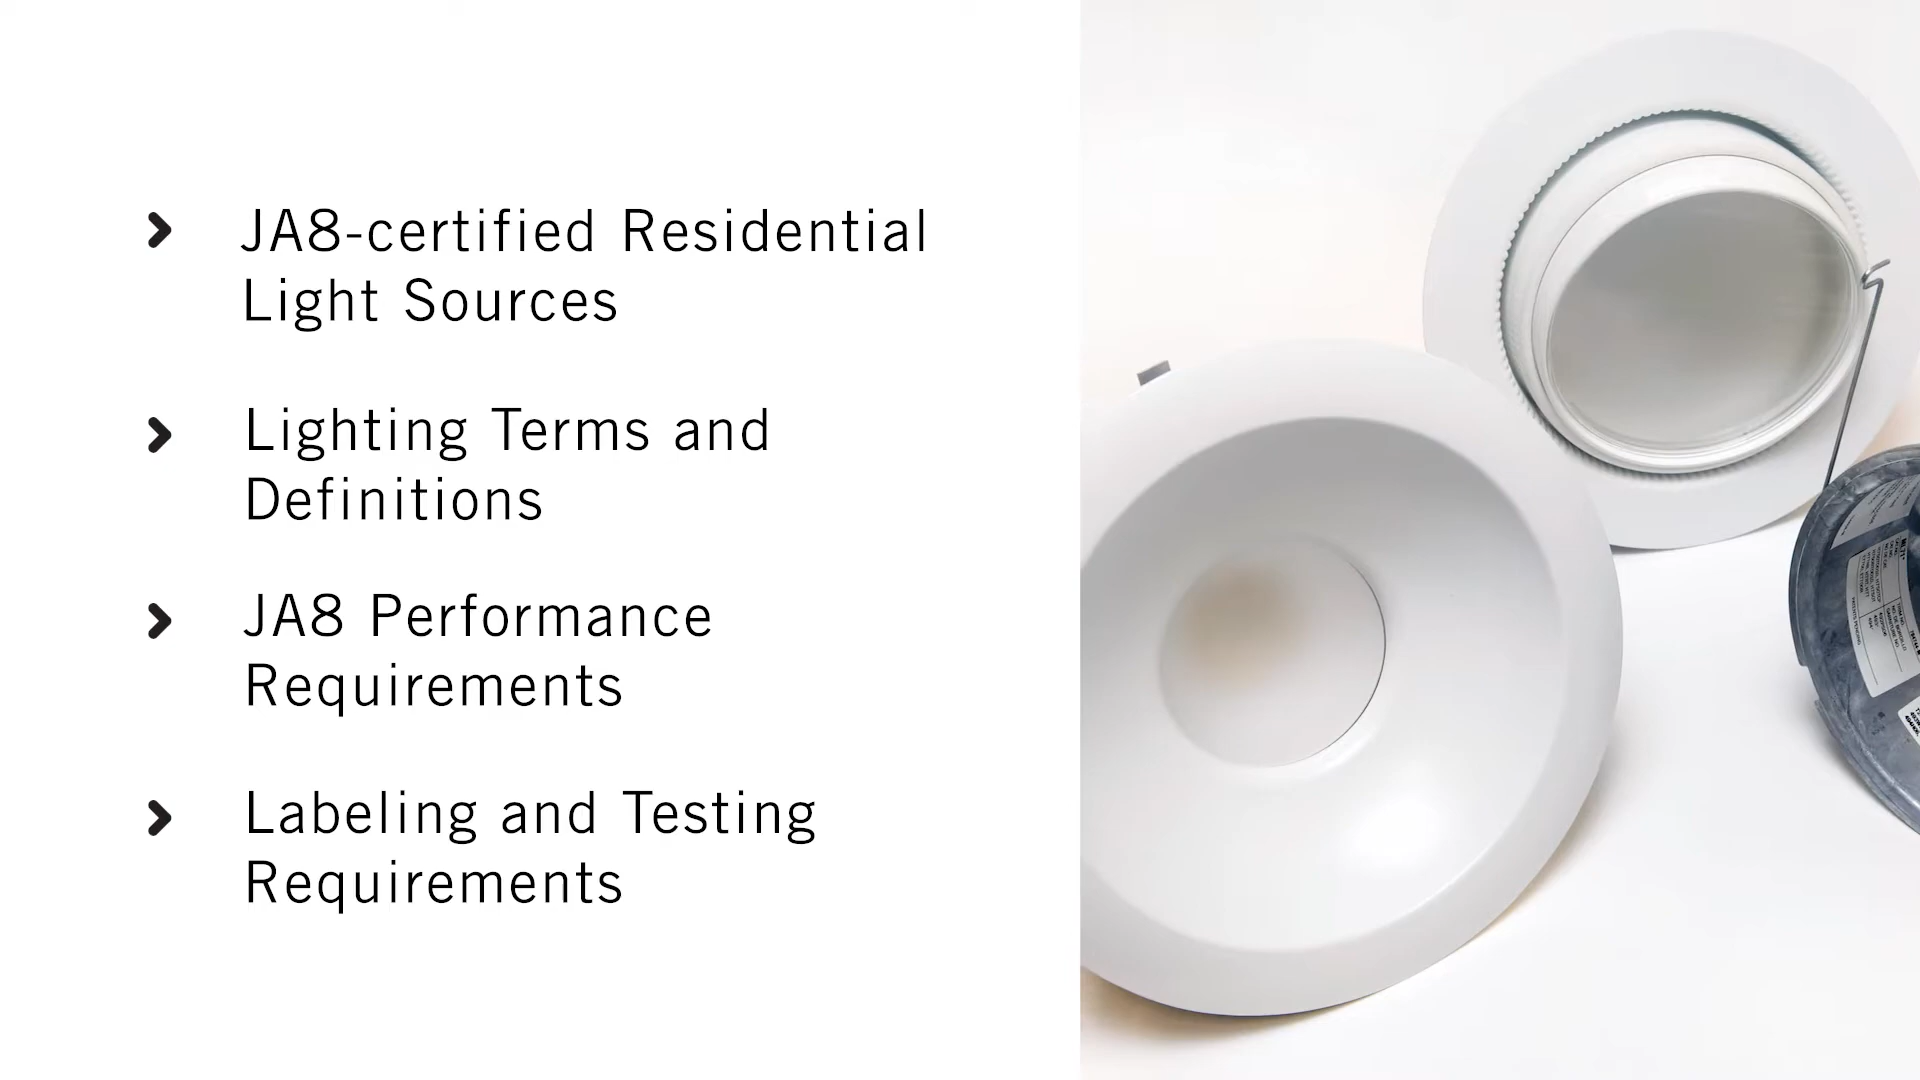 JA8-certified Residential
Light Sources
Lighting Terms and
Definitions
JA8 Performance
Requirements
Labeling and Testing
Requirements